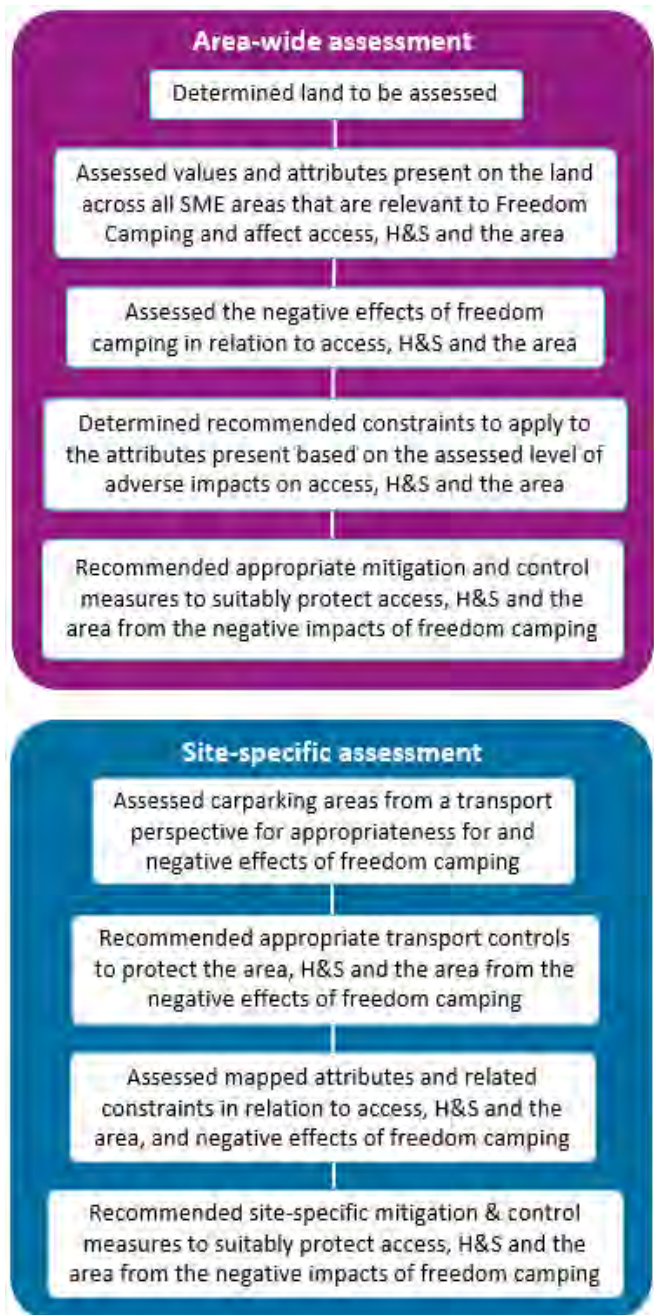 Area-wide assessment
Determined land to be assessed
Assessed values and attributes present on the land
across all SME areas that are relevant to Freedom
Camping and affect access, H&S and the area
Assessed the negative effects of freedom
camping in relation to access, H&S and the area
Determined recommended constraints to apply to
the attributes present based on the assessed level of
adverse impacts on access, H&S and the area
Recommended appropriate mitigation and control
measures to suitably protect access, H&S and the
area from the negative impacts of freedom camping
Site-specific assessment
Assessed carparking areas from a transport
perspective for appropriateness for and
negative effects of freedom camping
Recommended appropriate transport controls
to protect the area, H&S and the area from the
negative effects of freedom camping
Assessed mapped attributes and related
constraints in relation to access, H&S and the
area, and negative effects of freedom camping
Recommended site-specific mitigation & control
measures to suitably protect access, H&S and the
area from the negative impacts of freedom camping